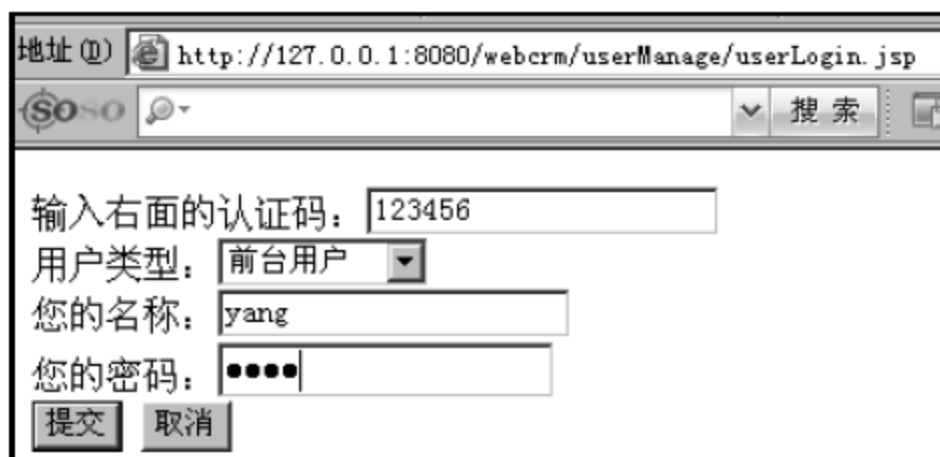 地址(D) http://127.0.0.1:8080/webcrm/userManage/userLogin.jsp
SOSO 搜索
输入右面的认证码：123456
用户类型：前台用户
您的名称：yang
您的密码：●●●●
提交 取消